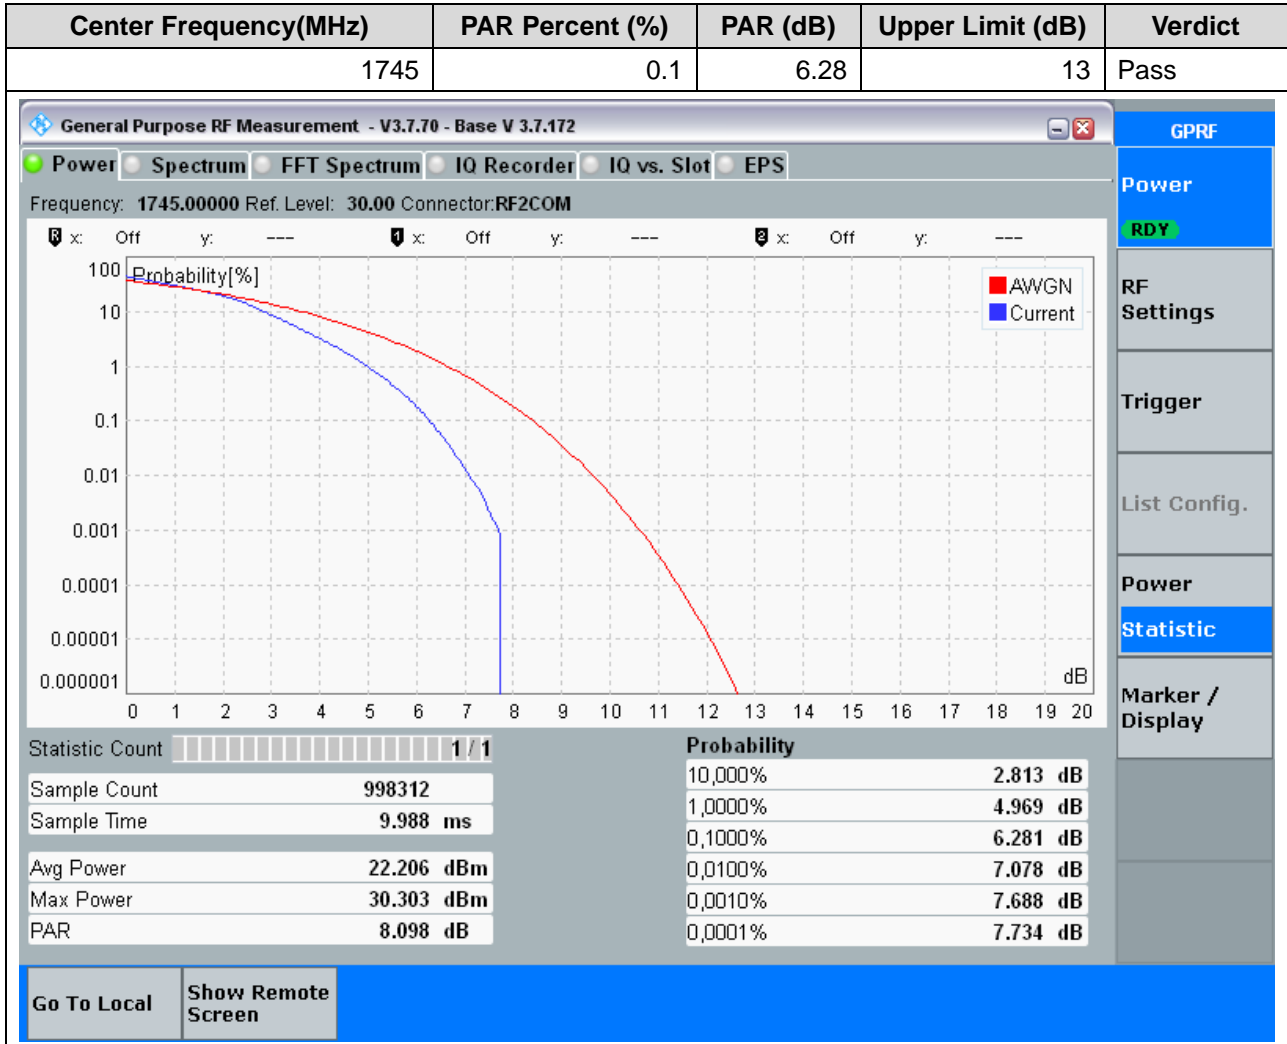 Center Frequency(MHz) PAR Percent (%) PAR (dB) Upper Limit (dB) Verdict
1745 0.1 6.28 13 Pass
General Purpose RF Measurement - V3.7.70 - Base V 3.7.172
GPRF
Power Spectrum FFT Spectrum IQ Recorder IQ vs. Slot EPS
Power
RDY
Frequency: 1745.00000 Ref. Level: 30.00 Connector:RF2COM
R x: Off y: --- 1 x: Off y: --- 2 x: Off y: ---
Probability[%]
AWGN
Current
100
10
1
0.1
0.01
0.001
0.0001
0.00001
0.000001
dB
0 1 2 3 4 5 6 7 8 9 10 11 12 13 14 15 16 17 18 19 20
RF
Settings
Trigger
List Config.
Power
Statistic
Marker /
Display
Statistic Count 1 / 1
Sample Count 998312
Sample Time 9.988 ms
Avg Power 22.206 dBm
Max Power 30.303 dBm
PAR 8.098 dB
Probability
10,000% 2.813 dB
1,0000% 4.969 dB
0,1000% 6.281 dB
0,0100% 7.078 dB
0,0010% 7.688 dB
0,0001% 7.734 dB
Go To Local
Show Remote
Screen